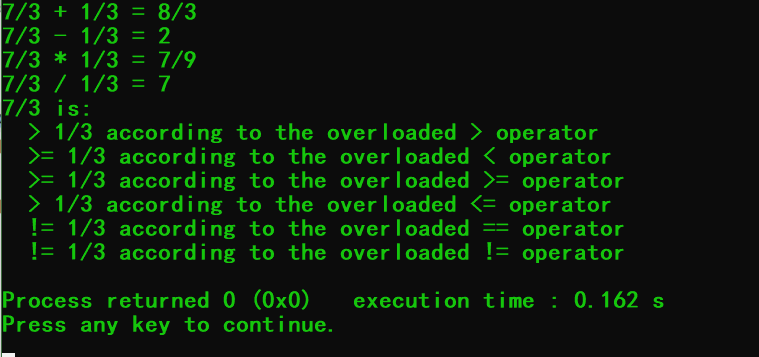 7/3 + 1/3 = 8/3
7/3 - 1/3 = 2
7/3 * 1/3 = 7/9
7/3 / 1/3 = 7
7/3 is:
  > 1/3 according to the overloaded > operator
  >= 1/3 according to the overloaded < operator
  >= 1/3 according to the overloaded >= operator
  > 1/3 according to the overloaded <= operator
  != 1/3 according to the overloaded == operator
  != 1/3 according to the overloaded != operator

Process returned 0 (0x0)   execution time : 0.162 s
Press any key to continue.